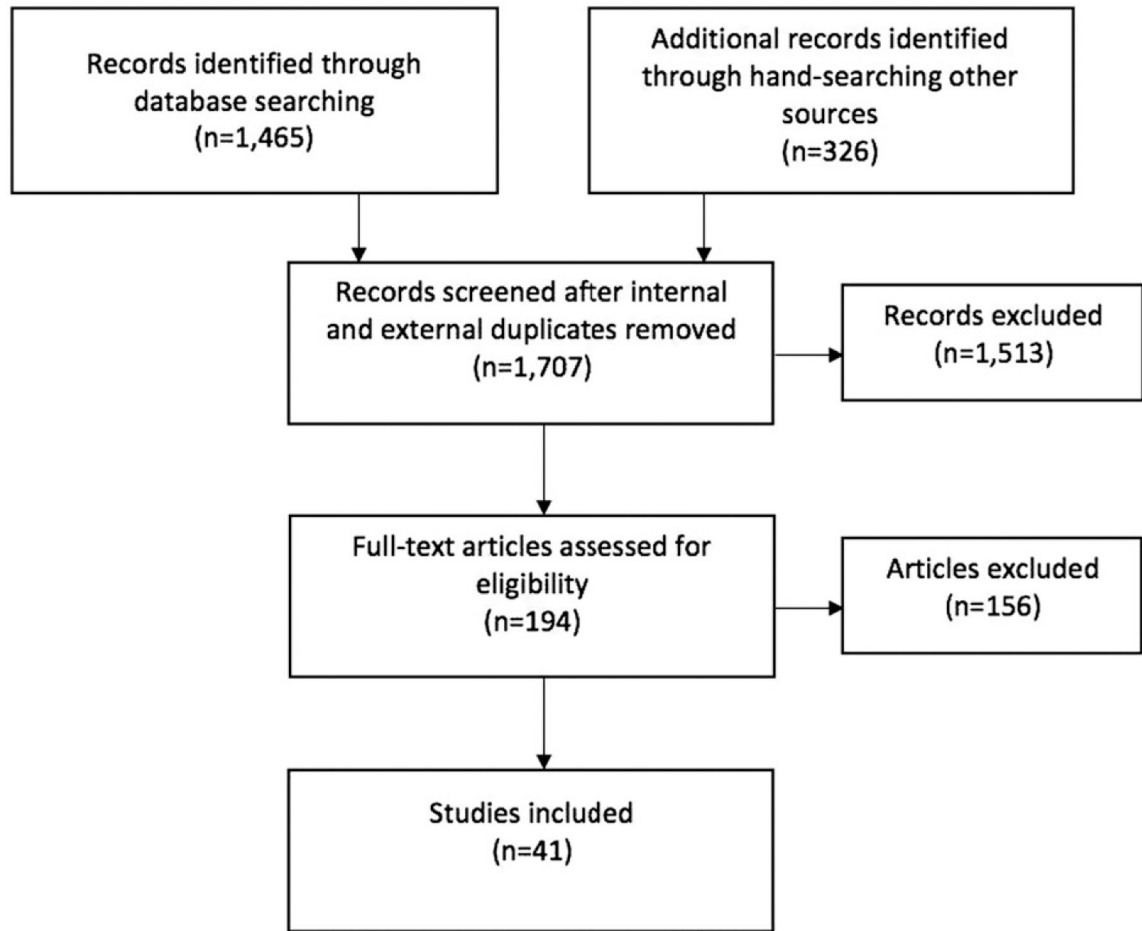 Records identified through
database searching
(n=1,465)
Additional records identified
through hand-searching other
sources
(n=326)
Records screened after internal
and external duplicates removed
(n=1,707)
Records excluded
(n=1,513)
Full-text articles assessed for
eligibility
(n=194)
Articles excluded
(n=156)
Studies included
(n=41)